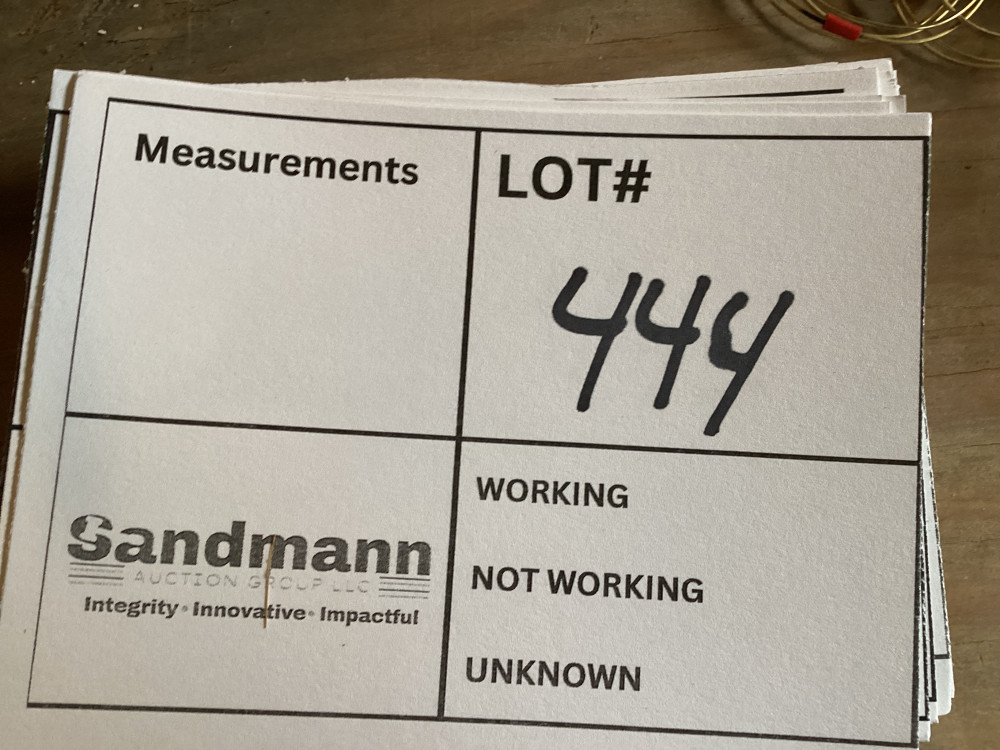 Measurements
LOT#
444
Sandmann
AUCTION GROUP LLC
Integrity • Innovative • Impactful
WORKING
NOT WORKING
UNKNOWN